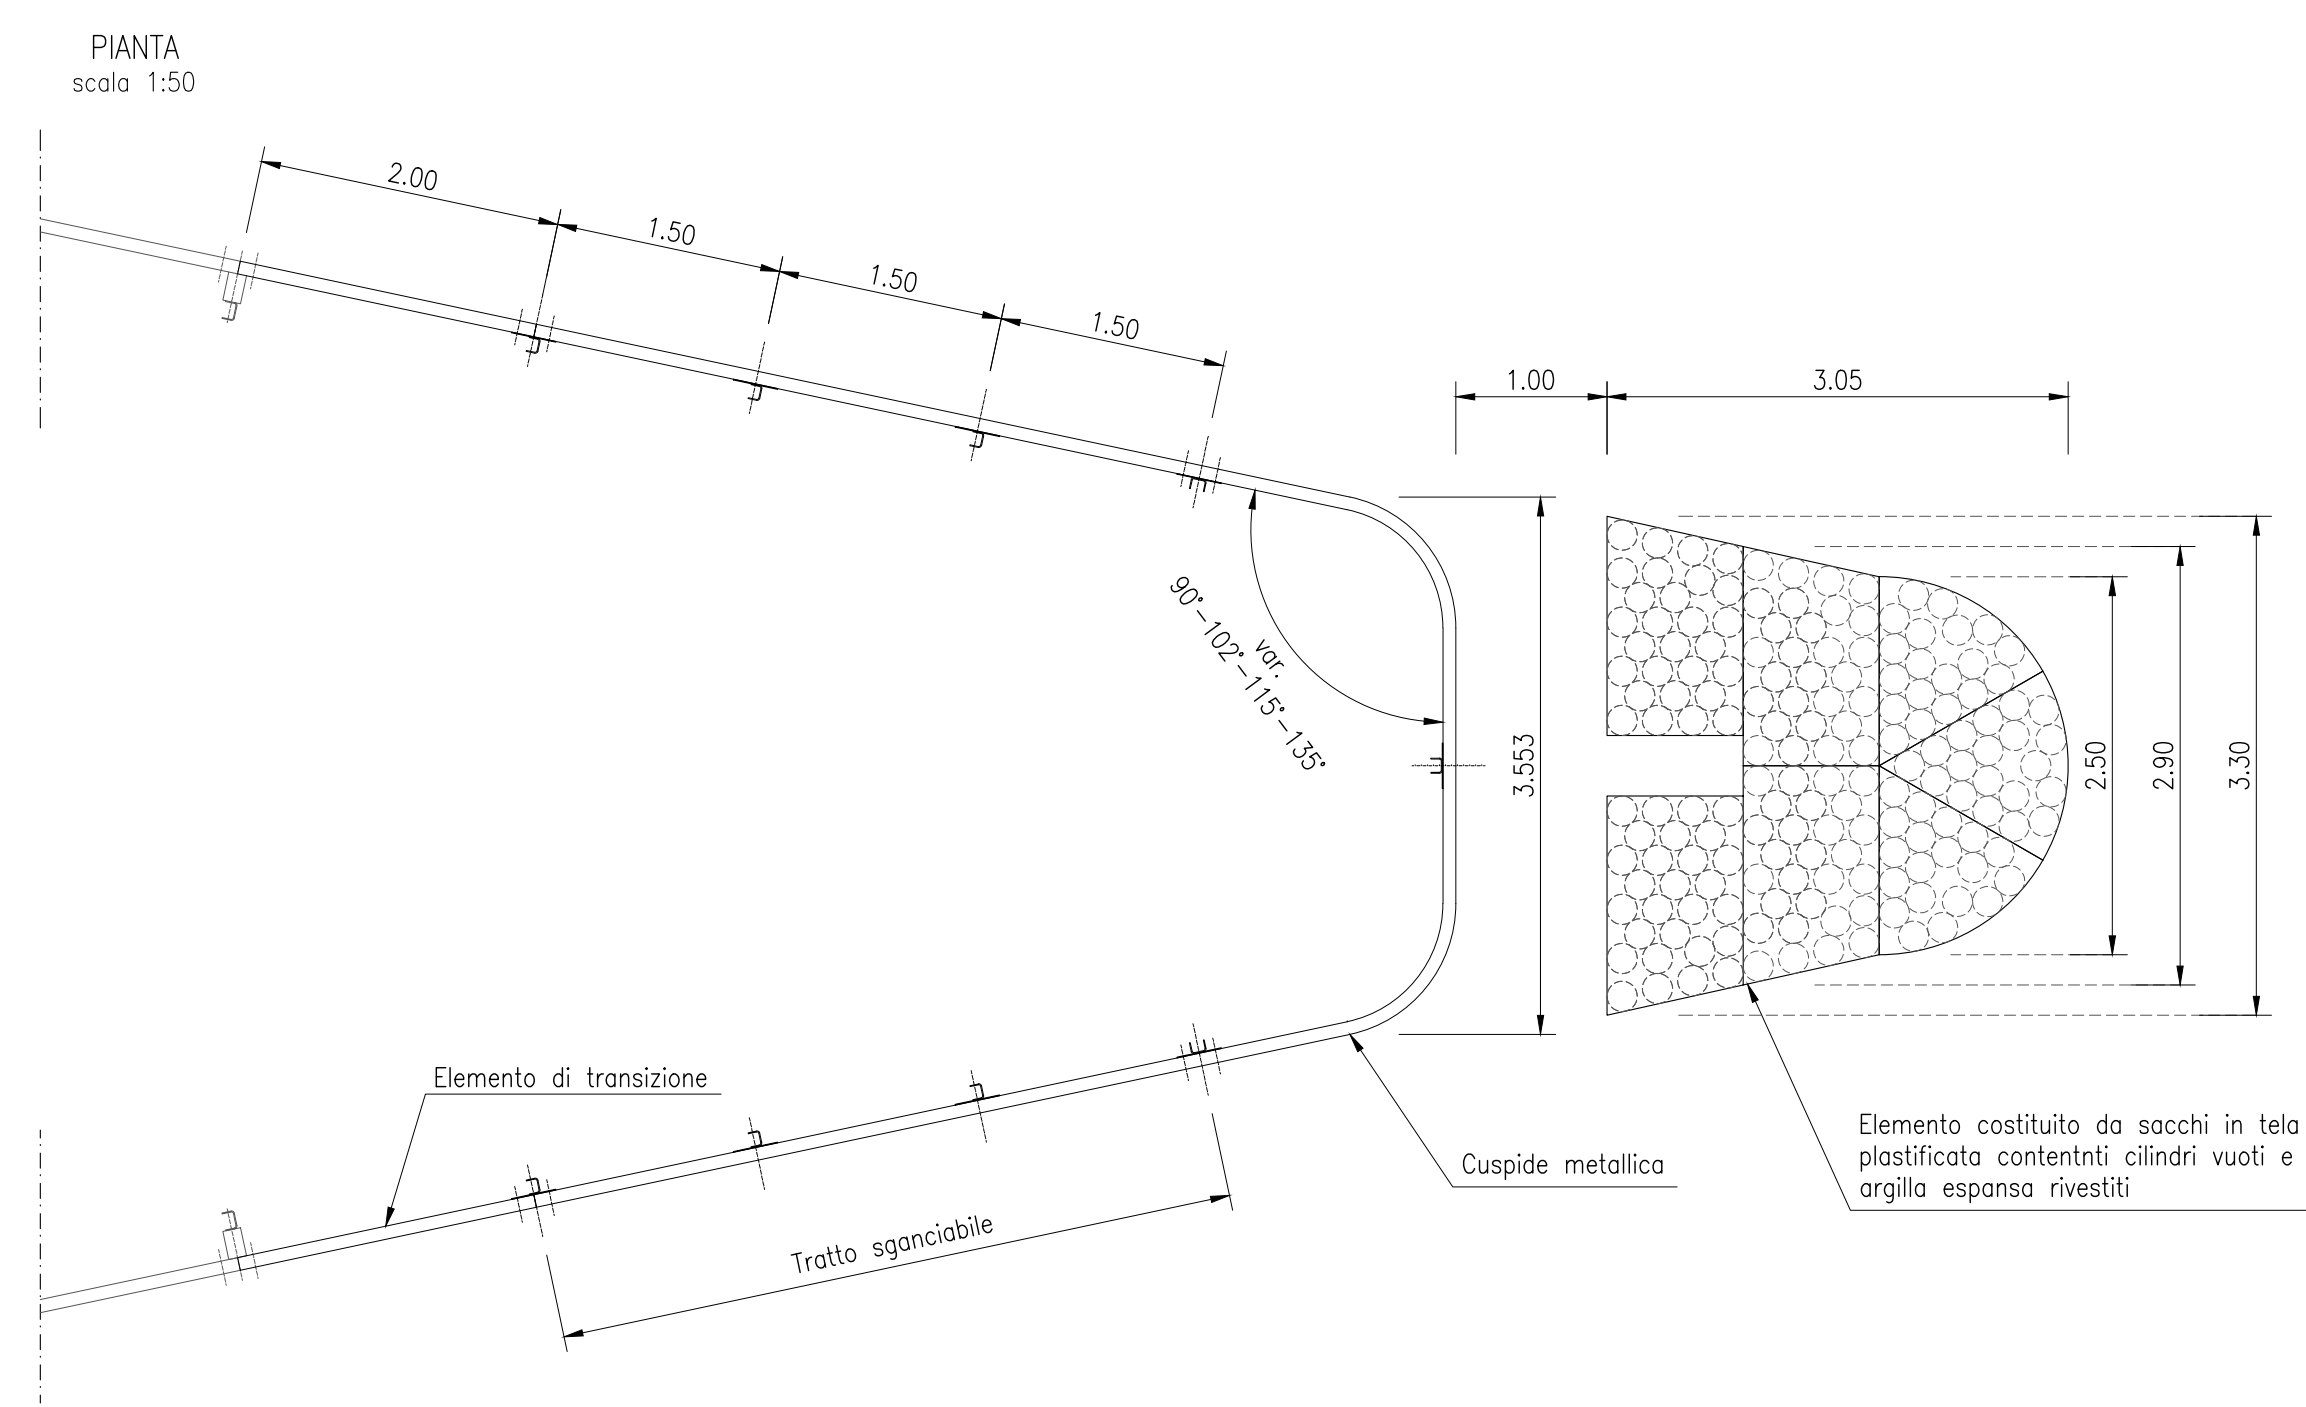 PIANTA
scala 1:50
2.00
1.50
1.50
1.50
1.00
3.05
var.
90°-102°-115°-135°
3.553
2.50
2.90
3.30
Elemento di transizione
Tratto sganciabile
Cuspide metallica
Elemento costituito da sacchi in tela
plastificata contentnti cilindri vuoti e
argilla espansa rivestiti